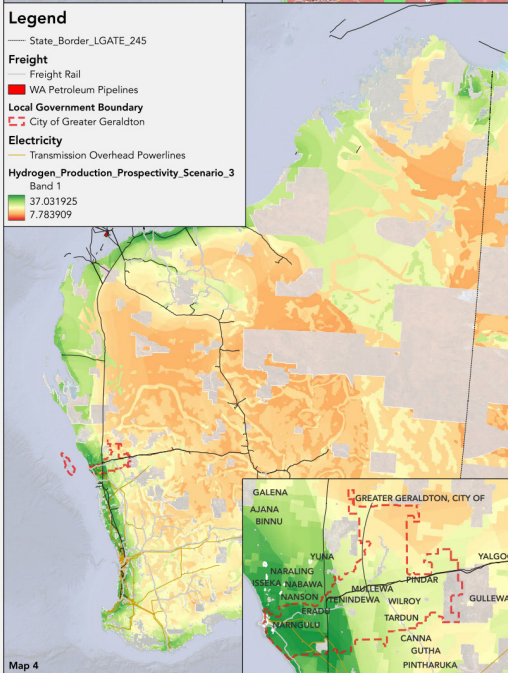 Legend
State_Border_LGATE_245
Freight
Freight Rail
WA Petroleum Pipelines
Local Government Boundary
City of Greater Geraldton
Electricity
Transmission Overhead Powerlines
Hydrogen_Production_Prospectivity_Scenario_3
Band 1
37.031925
7.783909
GALENA
GREATER GERALDTON, CITY OF
AJANA
BINNU
YUNA
YALGOO
NARALING
PINDAR
ISSEKA NABAWA
MULLEWA
NANSON
TENINDEWA
WILROY
GULLEWA
ERADU
NARNGULU
TARDUN
CANNA
GUTHA
PINTHARUKA
Map 4